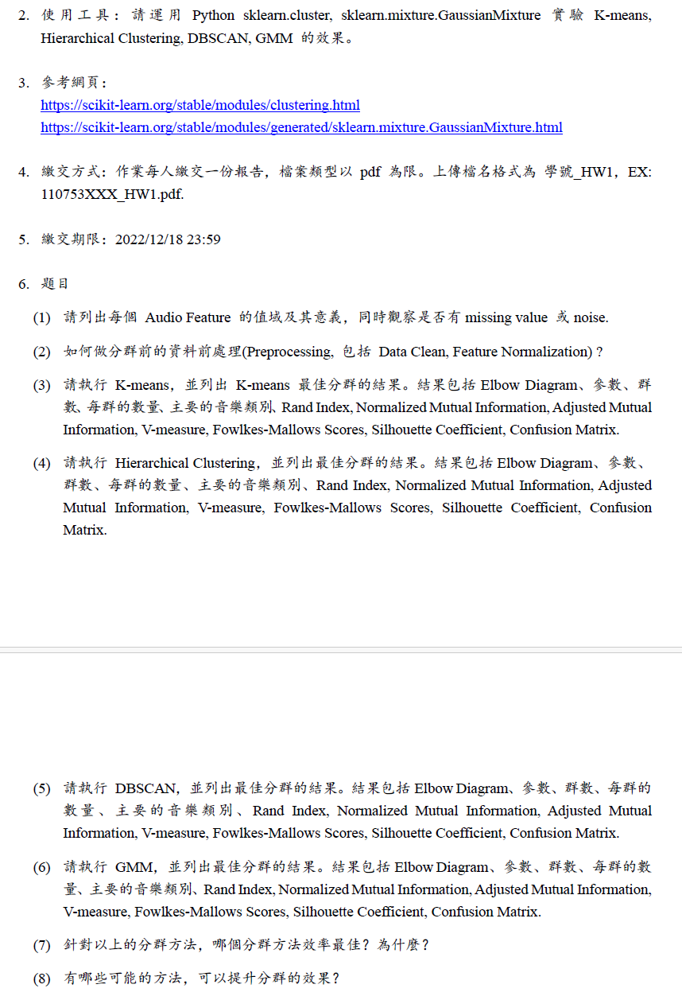 2. 使用工具：請運用 Python sklearn.cluster, sklearn.mixture.GaussianMixture 實驗 K-means,
Hierarchical Clustering, DBSCAN, GMM 的效果。
3. 參考網頁：
https://scikit-learn.org/stable/modules/clustering.html
https://scikit-learn.org/stable/modules/generated/sklearn.mixture.GaussianMixture.html
4. 繳交方式：作業每人繳交一份報告，檔案類型以 pdf 為限。上傳檔名格式為 學號_HW1，EX:
110753XXX_HW1.pdf.
5. 繳交期限：2022/12/18 23:59
6. 題目
(1) 請列出每個 Audio Feature 的值域及其意義，同時觀察是否有 missing value 或 noise.
(2) 如何做分群前的資料前處理(Preprocessing, 包括 Data Clean, Feature Normalization)？
(3) 請執行 K-means，並列出 K-means 最佳分群的結果。結果包括 Elbow Diagram、參數、群
數、每群的數量、主要的音樂類別、Rand Index, Normalized Mutual Information, Adjusted Mutual
Information, V-measure, Fowlkes-Mallows Scores, Silhouette Coefficient, Confusion Matrix.
(4) 請執行 Hierarchical Clustering，並列出最佳分群的結果。結果包括 Elbow Diagram、參數、
群數、每群的數量、主要的音樂類別、Rand Index, Normalized Mutual Information, Adjusted
Mutual Information, V-measure, Fowlkes-Mallows Scores, Silhouette Coefficient, Confusion
Matrix.
(5) 請執行 DBSCAN，並列出最佳分群的結果。結果包括 Elbow Diagram、參數、群數、每群的
數量、主要的音樂類別、Rand Index, Normalized Mutual Information, Adjusted Mutual
Information, V-measure, Fowlkes-Mallows Scores, Silhouette Coefficient, Confusion Matrix.
(6) 請執行 GMM，並列出最佳分群的結果。結果包括 Elbow Diagram、參數、群數、每群的數
量、主要的音樂類別、Rand Index, Normalized Mutual Information, Adjusted Mutual Information,
V-measure, Fowlkes-Mallows Scores, Silhouette Coefficient, Confusion Matrix.
(7) 針對以上的分群方法，哪個分群方法效率最佳？為什麼？
(8) 有哪些可能的方法，可以提升分群的效果？